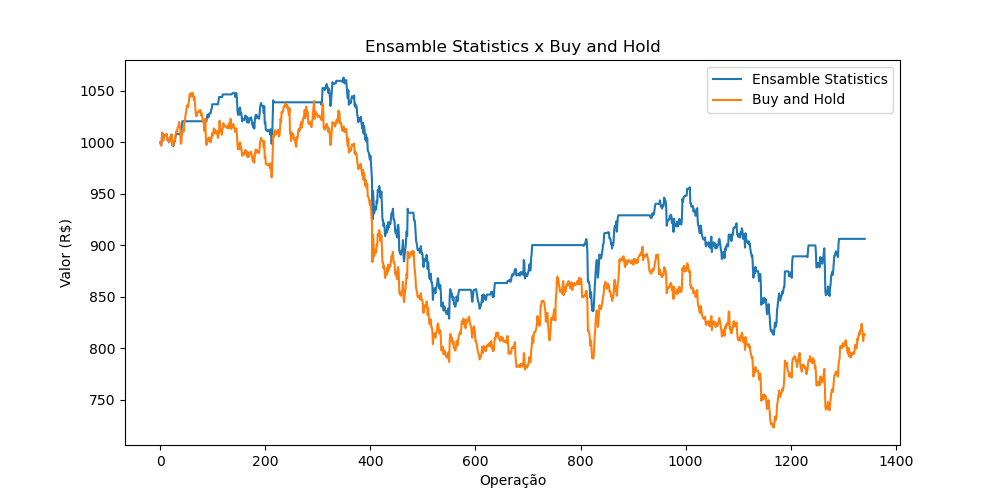 Ensamble Statistics x Buy and Hold
Ensamble Statistics
Buy and Hold
Valor (R$)
1050
1000
950
900
850
800
750
0 200 400 600 800 1000 1200 1400
Operação